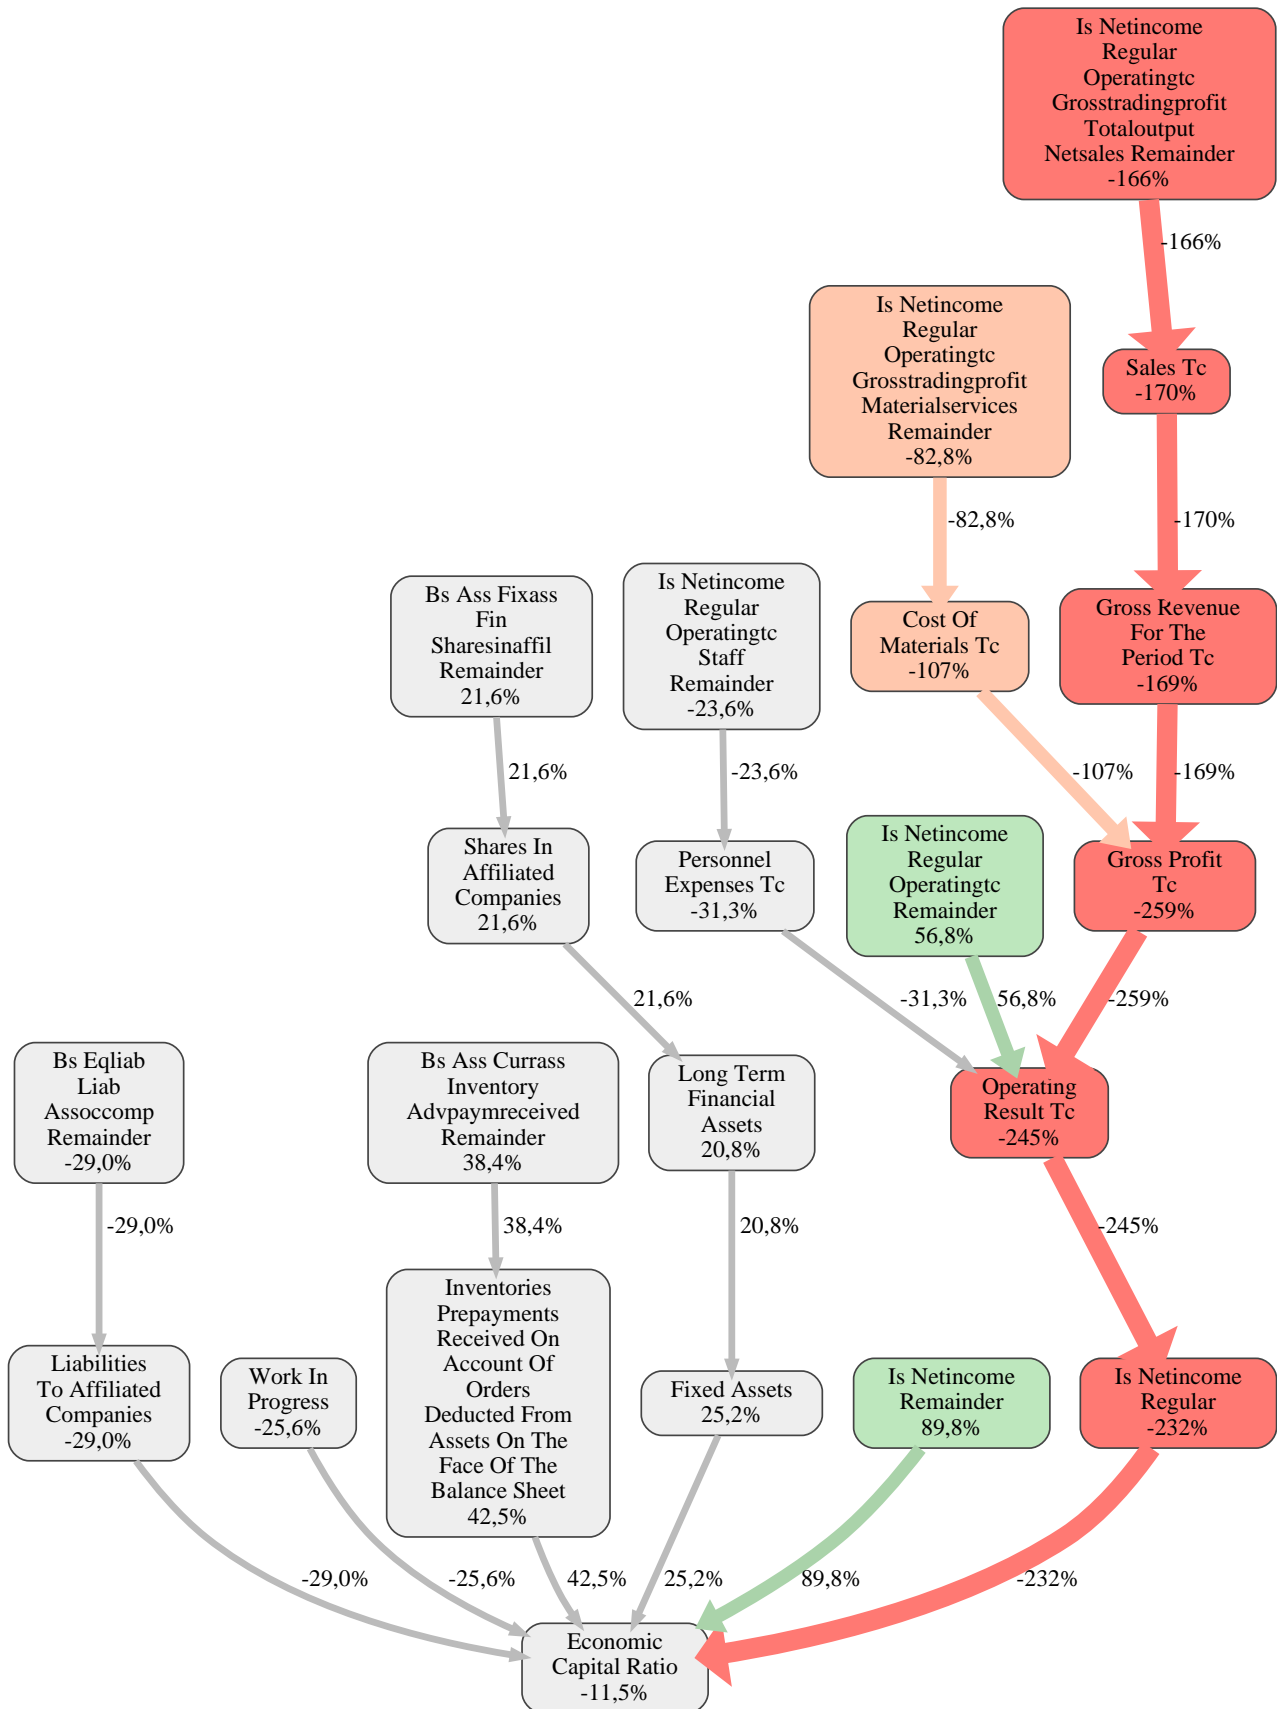 Is Netincome
Regular
Operatingtc
Grosstradingprofit
Totaloutput
Netsales Remainder
-166%
-166%
Is Netincome
Regular
Operatingtc
Grosstradingprofit
Materialservices
Remainder
-82,8%
Sales Tc
-170%
-82,8%
-170%
Bs Ass Fixass
Fin
Sharesinaffil
Remainder
21,6%
Is Netincome
Regular
Operatingtc
Staff
Remainder
-23,6%
Cost Of
Materials Tc
-107%
Gross Revenue
For The
Period Tc
-169%
21,6%
-23,6%
-107%
-169%
Shares In
Affiliated
Companies
21,6%
Personnel
Expenses Tc
-31,3%
Is Netincome
Regular
Operatingtc
Remainder
56,8%
Gross Profit
Tc
-259%
21,6%
-31,3%
56,8%
-259%
Bs Eqliab
Liab
Assoccomp
Remainder
-29,0%
Bs Ass Currass
Inventory
Advpaymreceived
Remainder
38,4%
Long Term
Financial
Assets
20,8%
Operating
Result Tc
-245%
-29,0%
38,4%
20,8%
-245%
Liabilities
To Affiliated
Companies
-29,0%
Work In
Progress
-25,6%
Inventories
Prepayments
Received On
Account Of
Orders
Deducted From
Assets On The
Face Of The
Balance Sheet
42,5%
Fixed Assets
25,2%
Is Netincome
Remainder
89,8%
Is Netincome
Regular
-232%
-29,0%
-25,6%
42,5%
25,2%
89,8%
-232%
Economic
Capital Ratio
-11,5%